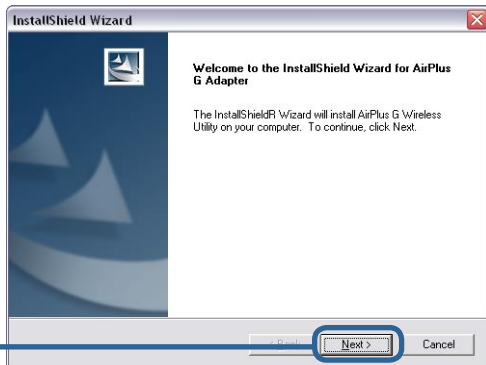 InstallShield Wizard
Welcome to the InstallShield Wizard for AirPlus
G Adapter
The InstallShieldR Wizard will install AirPlus G Wireless
Utility on your computer. To continue, click Next.
< Back
Next >
Cancel